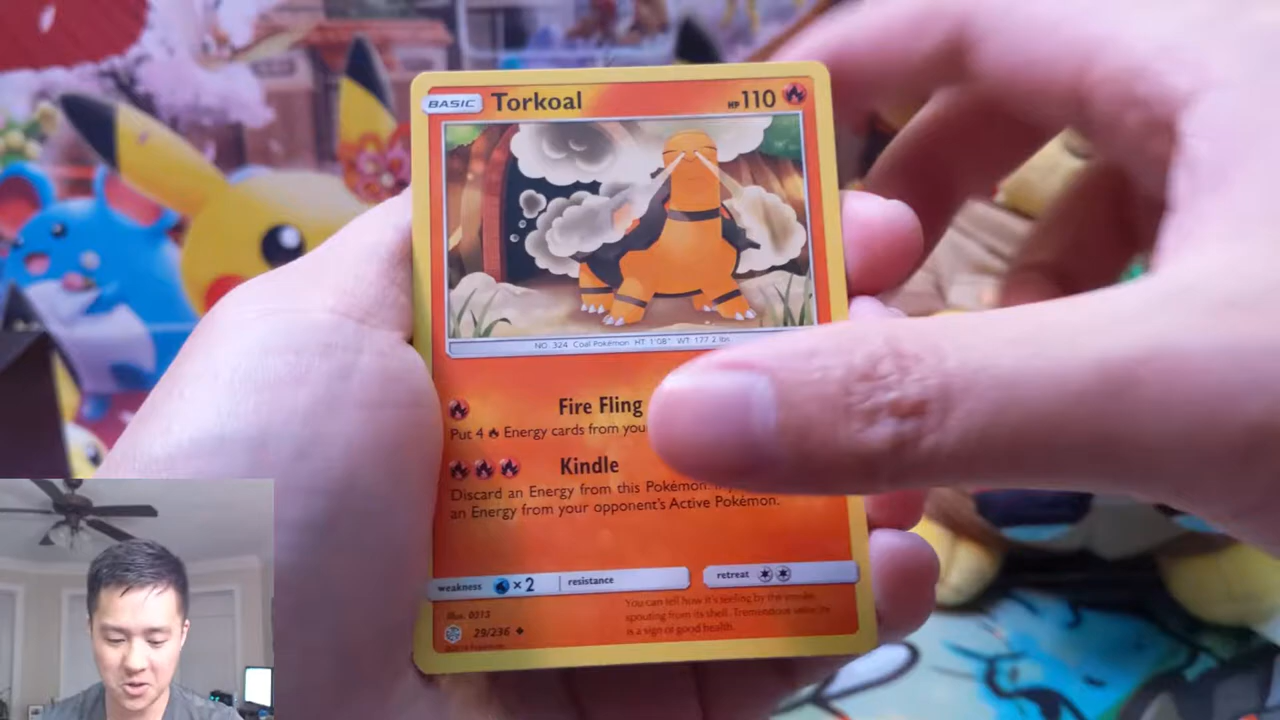 BASIC Torkoal HP 110
NO. 324 Coal Pokémon HT: 1'08" WT: 177.2 lbs.
Fire Fling
Put 4 Energy cards from you
Kindle
Discard an Energy from this Pokémon.
an Energy from your opponent's Active Pokémon.
weakness ×2 resistance retreat
Illus. 0313
You can tell how it's feeling by the smoke
spouting from its shell. Tremendous velocity
is a sign of good health.
29/236